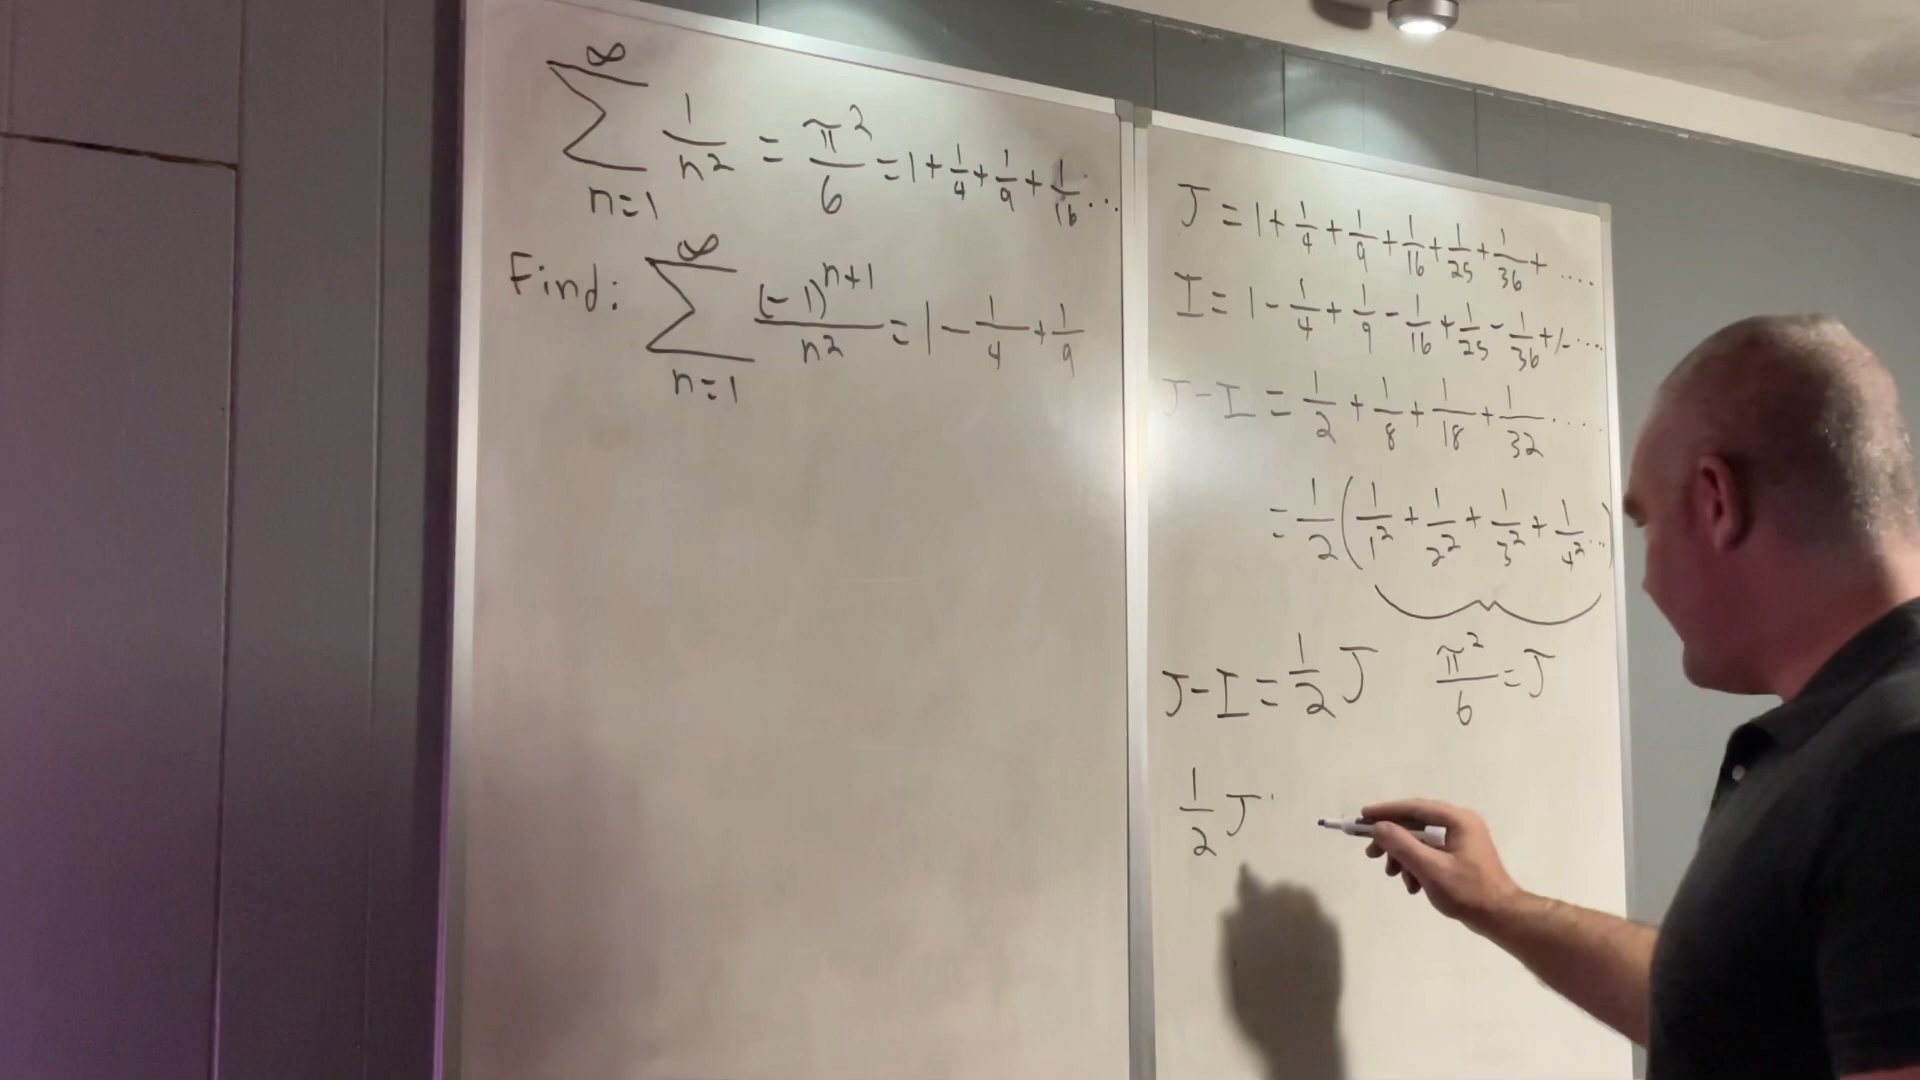 ∞
∑ 1/n² = π²/6 = 1 + 1/4 + 1/9 + 1/16 ...
n=1
Find: ∞
∑ (-1)^(n+1)/n² = 1 - 1/4 + 1/9
n=1
J = 1 + 1/4 + 1/9 + 1/16 + 1/25 + 1/36 + ....
I = 1 - 1/4 + 1/9 - 1/16 + 1/25 - 1/36 +/- ....
J-I = 1/2 + 1/8 + 1/18 + 1/32 ....
= 1/2 (1/1² + 1/2² + 1/3² + 1/4² ...)
J-I = 1/2 J π²/6 = J
1/2 J